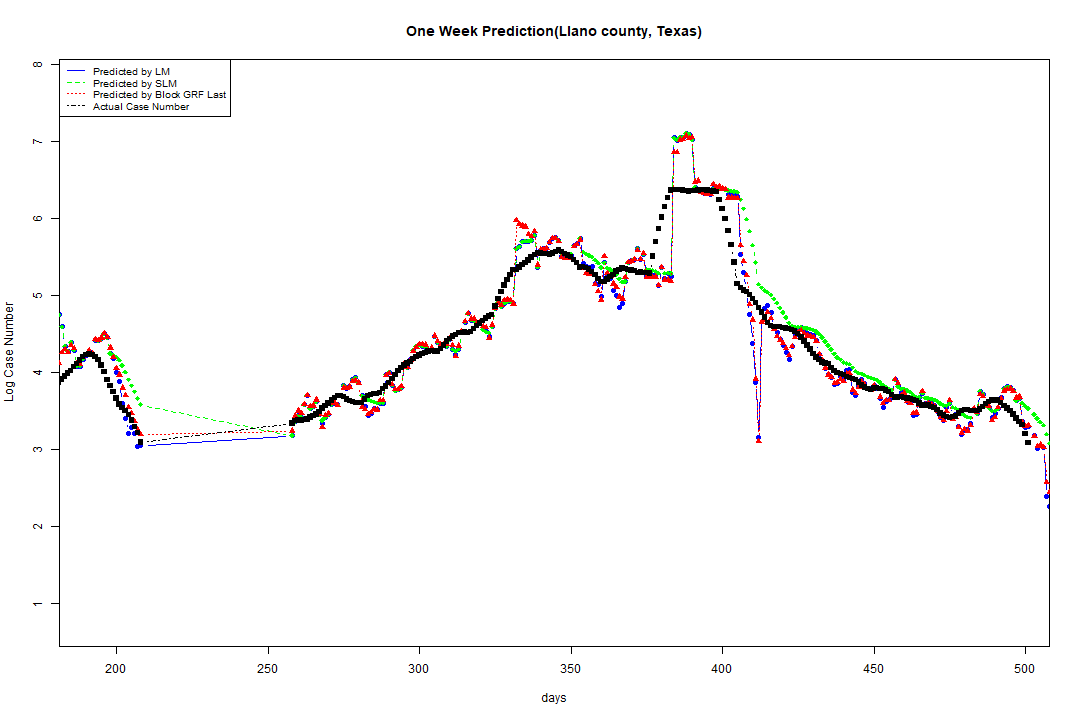 One Week Prediction(Llano county, Texas)
Predicted by LM
Predicted by SLM
Predicted by Block GRF Last
Actual Case Number
8
7
6
5
4
3
2
1
Log Case Number
200 250 300 350 400 450 500
days